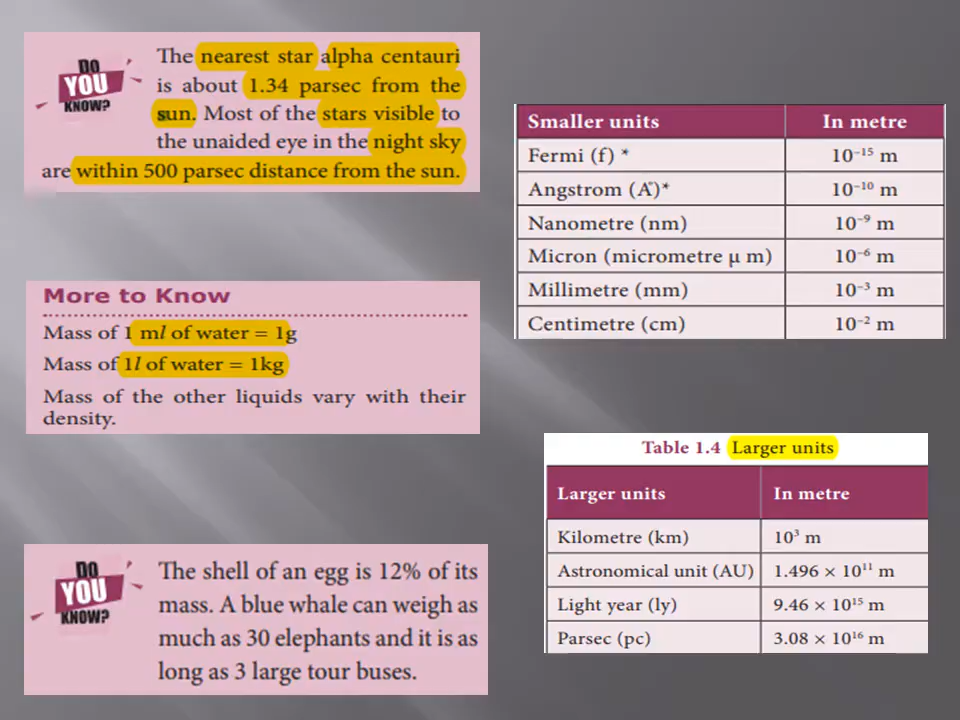 DO
YOU
KNOW?
The nearest star alpha centauri
is about 1.34 parsec from the
sun. Most of the stars visible to
the unaided eye in the night sky
are within 500 parsec distance from the sun.
More to Know
Mass of 1 ml of water = 1g
Mass of 1l of water = 1kg
Mass of the other liquids vary with their
density.
DO
YOU
KNOW?
The shell of an egg is 12% of its
mass. A blue whale can weigh as
much as 30 elephants and it is as
long as 3 large tour buses.
Smaller units In metre
Fermi (f) * 10⁻¹⁵ m
Angstrom (Å)* 10⁻¹⁰ m
Nanometre (nm) 10⁻⁹ m
Micron (micrometre μ m) 10⁻⁶ m
Millimetre (mm) 10⁻³ m
Centimetre (cm) 10⁻² m
Table 1.4 Larger units
Larger units In metre
Kilometre (km) 10³ m
Astronomical unit (AU) 1.496 × 10¹¹ m
Light year (ly) 9.46 × 10¹⁵ m
Parsec (pc) 3.08 × 10¹⁶ m